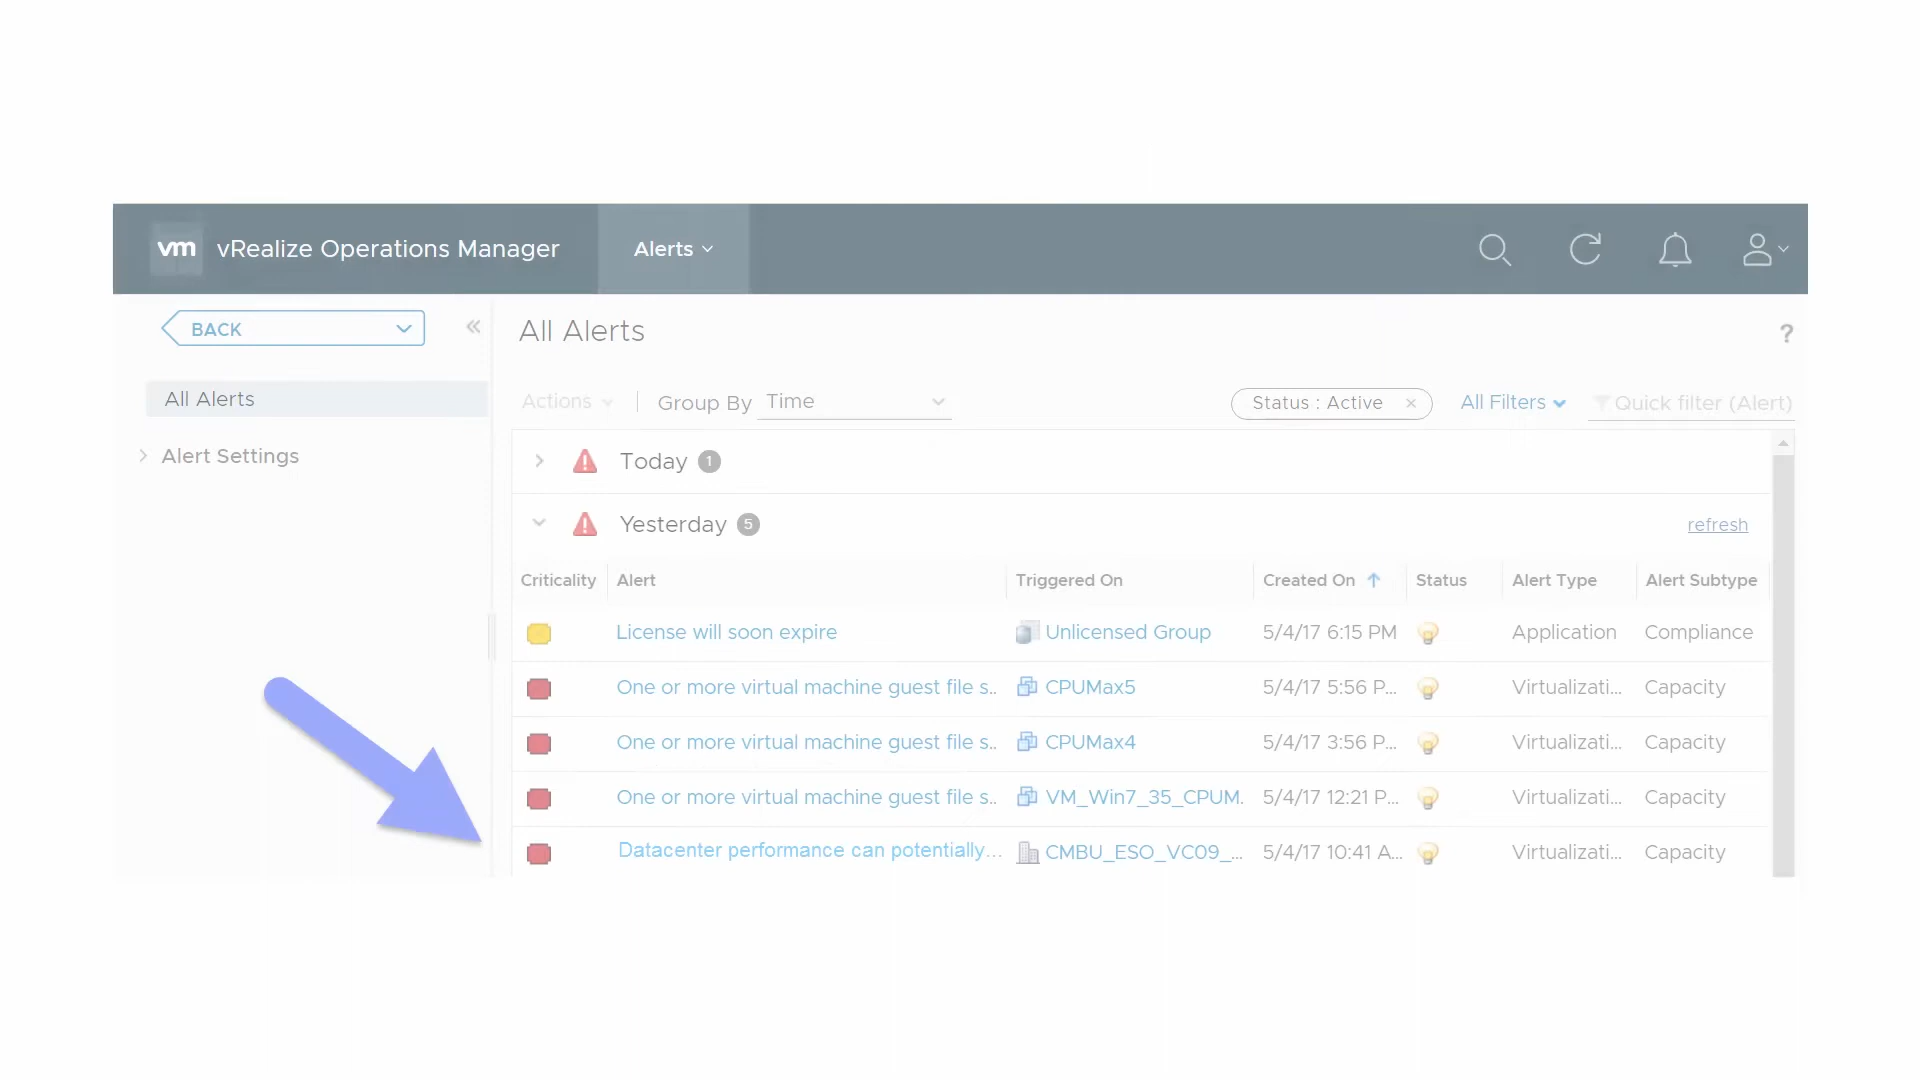 vm vRealize Operations Manager Alerts
BACK
All Alerts
Alert Settings
All Alerts ?
Actions Group By Time Status : Active × All Filters Quick filter (Alert)
Today 1
Yesterday 5 refresh
Criticality Alert Triggered On Created On Status Alert Type Alert Subtype
License will soon expire Unlicensed Group 5/4/17 6:15 PM Application Compliance
One or more virtual machine guest file s.. CPUMax5 5/4/17 5:56 P... Virtualizati... Capacity
One or more virtual machine guest file s.. CPUMax4 5/4/17 3:56 P... Virtualizati... Capacity
One or more virtual machine guest file s.. VM_Win7_35_CPUM. 5/4/17 12:21 P... Virtualizati... Capacity
Datacenter performance can potentially... CMBU_ESO_VC09_... 5/4/17 10:41 A... Virtualizati... Capacity